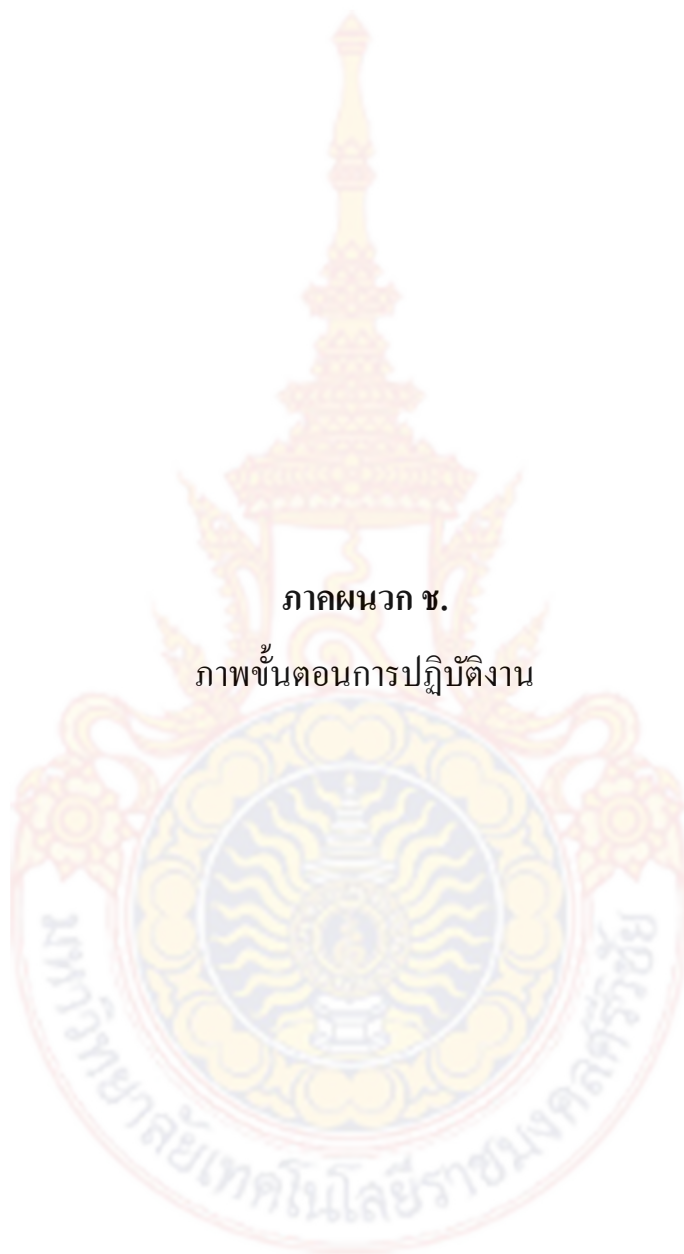 ภาคผนวก ช.
ภาพขั้นตอนการปฏิบัติงาน
มหาวิทยาลัยเทคโนโลยีราชมงคลศรีวิชัย